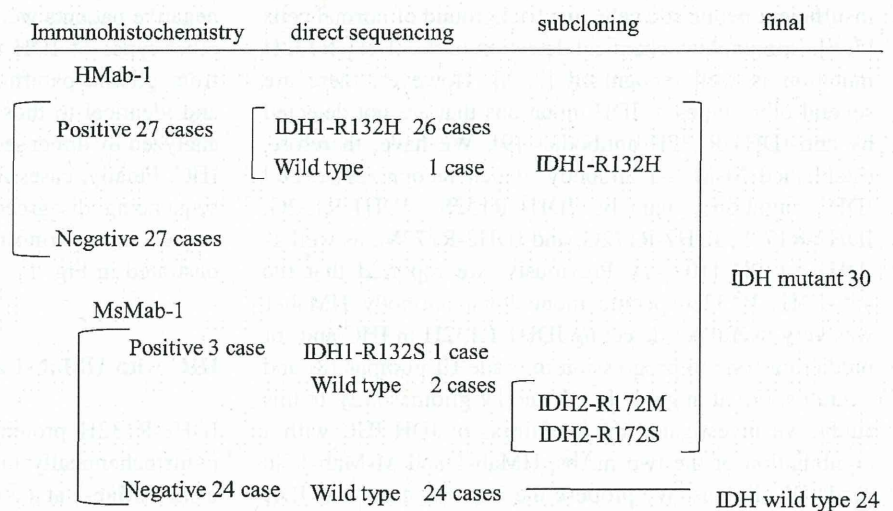 Immunohistochemistry direct sequencing subcloning final
HMab-1
Positive 27 cases IDH1-R132H 26 cases
Wild type 1 case IDH1-R132H
Negative 27 cases
IDH mutant 30
MsMab-1
Positive 3 case IDH1-R132S 1 case
Wild type 2 cases
IDH2-R172M
IDH2-R172S
Negative 24 case Wild type 24 cases IDH wild type 24